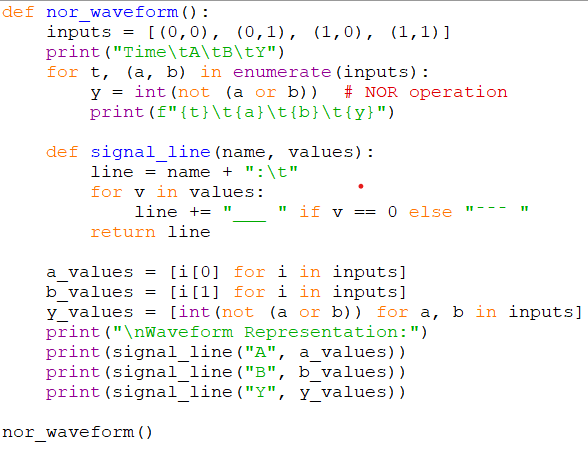 def nor_waveform():
    inputs = [(0,0), (0,1), (1,0), (1,1)]
    print("Time\tA\tB\tY")
    for t, (a, b) in enumerate(inputs):
        y = int(not (a or b))  # NOR operation
        print(f"{t}\t{a}\t{b}\t{y}")

    def signal_line(name, values):
        line = name + ":\t"
        for v in values:
            line += "___ " if v == 0 else "‾‾‾ "
        return line

    a_values = [i[0] for i in inputs]
    b_values = [i[1] for i in inputs]
    y_values = [int(not (a or b)) for a, b in inputs]
    print("\nWaveform Representation:")
    print(signal_line("A", a_values))
    print(signal_line("B", b_values))
    print(signal_line("Y", y_values))

nor_waveform()